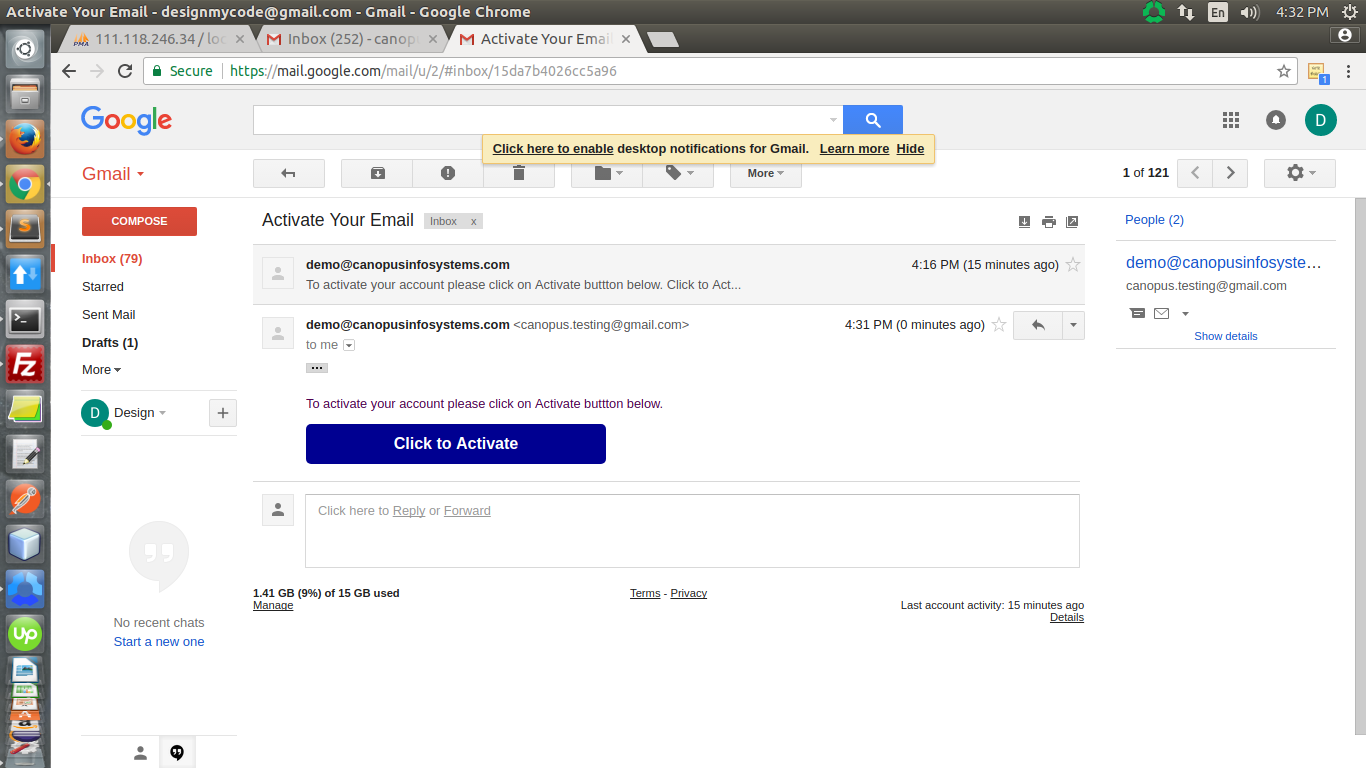 Activate Your Email - designmycode@gmail.com - Gmail - Google Chrome
En
4:32 PM
PMA 111.118.246.34 / loc
Inbox (252) - canop
Activate Your Email
Secure
https://mail.google.com/mail/u/2/#inbox/15da7b4026cc5a96
1
Google
D
Click here to enable desktop notifications for Gmail. Learn more Hide
Gmail
More
1 of 121
COMPOSE
Inbox (79)
Starred
Sent Mail
Drafts (1)
More
D Design
No recent chats
Start a new one
Activate Your Email
Inbox x
demo@canopusinfosystems.com
4:16 PM (15 minutes ago)
To activate your account please click on Activate buttton below. Click to Act...
demo@canopusinfosystems.com <canopus.testing@gmail.com>
4:31 PM (0 minutes ago)
to me
To activate your account please click on Activate buttton below.
Click to Activate
Click here to Reply or Forward
1.41 GB (9%) of 15 GB used
Manage
Terms - Privacy
Last account activity: 15 minutes ago
Details
People (2)
demo@canopusinfosyste...
canopus.testing@gmail.com
Show details
S
Fz
up
a